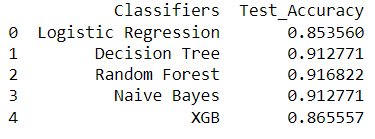 Classifiers Test_Accuracy
0 Logistic Regression 0.853560
1 Decision Tree 0.912771
2 Random Forest 0.916822
3 Naive Bayes 0.912771
4 XGB 0.865557